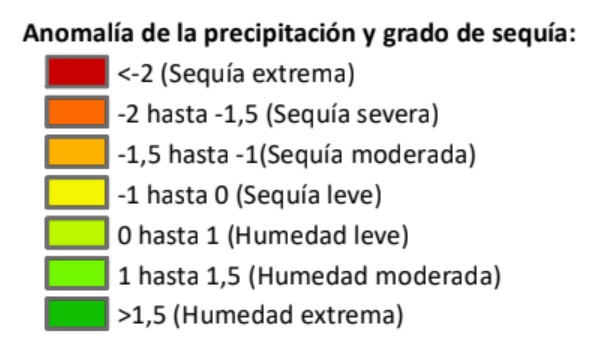 Anomalía de la precipitación y grado de sequía:
<-2 (Sequía extrema)
-2 hasta -1,5 (Sequía severa)
-1,5 hasta -1(Sequía moderada)
-1 hasta 0 (Sequía leve)
0 hasta 1 (Humedad leve)
1 hasta 1,5 (Humedad moderada)
>1,5 (Humedad extrema)